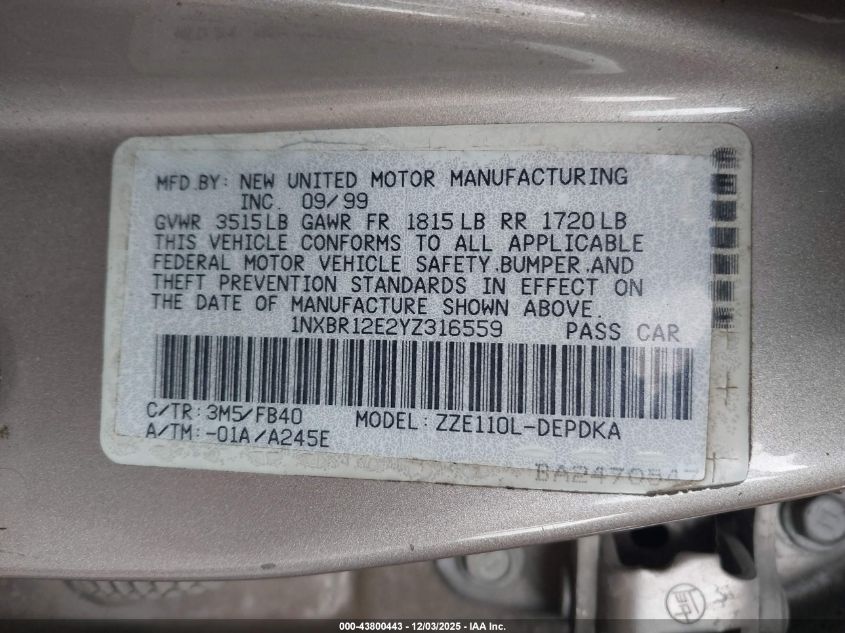 MFD.BY: NEW UNITED MOTOR MANUFACTURING
INC. 09/99
GVWR 3515LB GAWR FR 1815LB RR 1720LB
THIS VEHICLE CONFORMS TO ALL APPLICABLE
FEDERAL MOTOR VEHICLE SAFETY.BUMPER.AND
THEFT PREVENTION STANDARDS IN EFFECT ON
THE DATE OF MANUFACTURE SHOWN ABOVE.
1NXBR12E2YZ316559 PASS CAR
C/TR:3M5/FB40 MODEL:ZZE110L-DEPDKA
A/TM:-01A/A245E
BA2470547
000-43800443 - 12/03/2025 - IAA Inc.